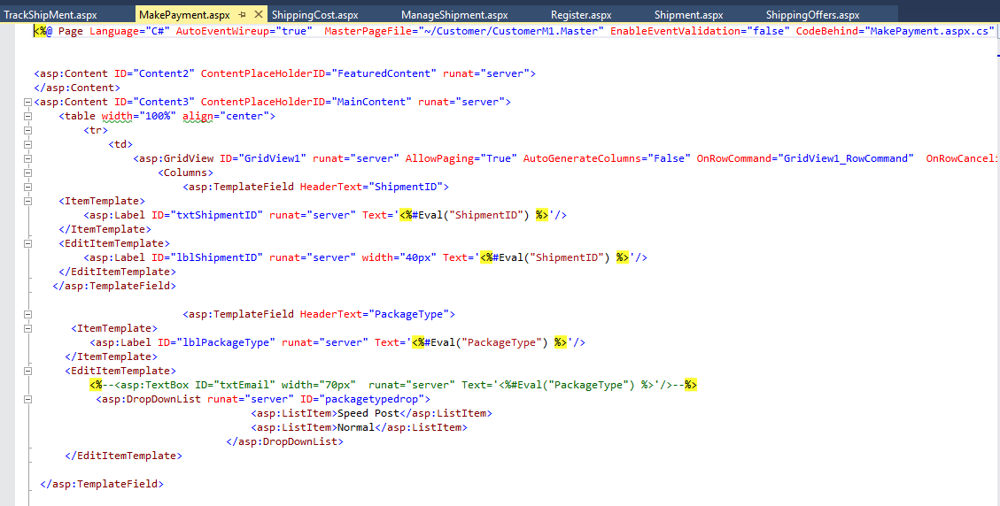 TrackShipMent.aspx MakePayment.aspx ShippingCost.aspx ManageShipment.aspx Register.aspx Shipment.aspx ShippingOffers.aspx
<%@ Page Language="C#" AutoEventWireup="true"  MasterPageFile="~/Customer/CustomerM1.Master" EnableEventValidation="false" CodeBehind="MakePayment.aspx.cs"
<asp:Content ID="Content2" ContentPlaceHolderID="FeaturedContent" runat="server">
</asp:Content>
<asp:Content ID="Content3" ContentPlaceHolderID="MainContent" runat="server">
<table width="100%" align="center">
<tr>
<td>
<asp:GridView ID="GridView1" runat="server" AllowPaging="True" AutoGenerateColumns="False" OnRowCommand="GridView1_RowCommand"  OnRowCanceli
<Columns>
<asp:TemplateField HeaderText="ShipmentID">
<ItemTemplate>
<asp:Label ID="txtShipmentID" runat="server" Text='<%#Eval("ShipmentID") %>'/>
</ItemTemplate>
<EditItemTemplate>
<asp:Label ID="lblShipmentID" runat="server" width="40px" Text='<%#Eval("ShipmentID") %>'/>
</EditItemTemplate>
</asp:TemplateField>
<asp:TemplateField HeaderText="PackageType">
<ItemTemplate>
<asp:Label ID="lblPackageType" runat="server" Text='<%#Eval("PackageType") %>'/>
</ItemTemplate>
<EditItemTemplate>
<%--<asp:TextBox ID="txtEmail" width="70px"  runat="server" Text='<%#Eval("PackageType") %>'/>--%>
<asp:DropDownList runat="server" ID="packagetypedrop">
<asp:ListItem>Speed Post</asp:ListItem>
<asp:ListItem>Normal</asp:ListItem>
</asp:DropDownList>
</EditItemTemplate>
</asp:TemplateField>